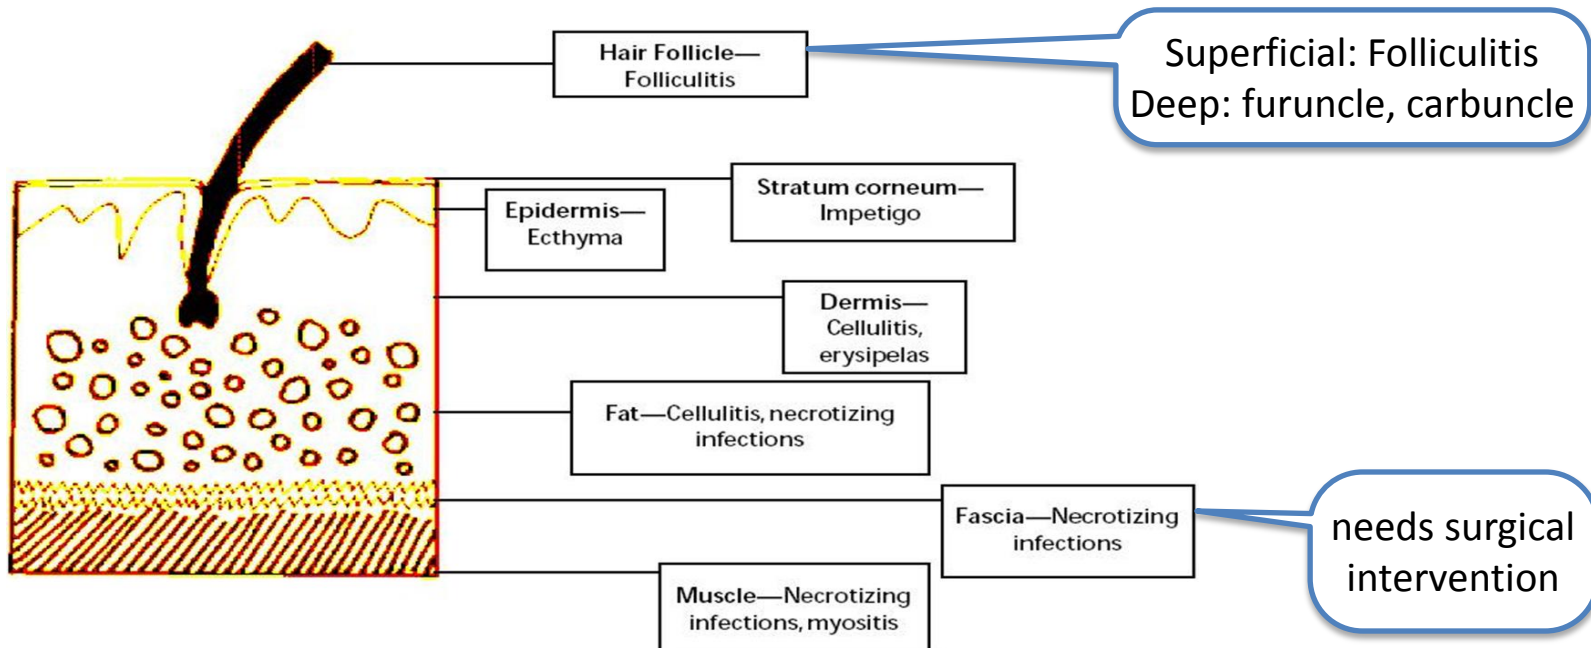 Hair Follicle—
Folliculitis
Superficial: Folliculitis
Deep: furuncle, carbuncle
Stratum corneum—
Impetigo
Epidermis—
Ecthyma
Dermis—
Cellulitis,
erysipelas
Fat—Cellulitis, necrotizing
infections
Fascia—Necrotizing
infections
needs surgical
intervention
Muscle—Necrotizing
infections, myositis